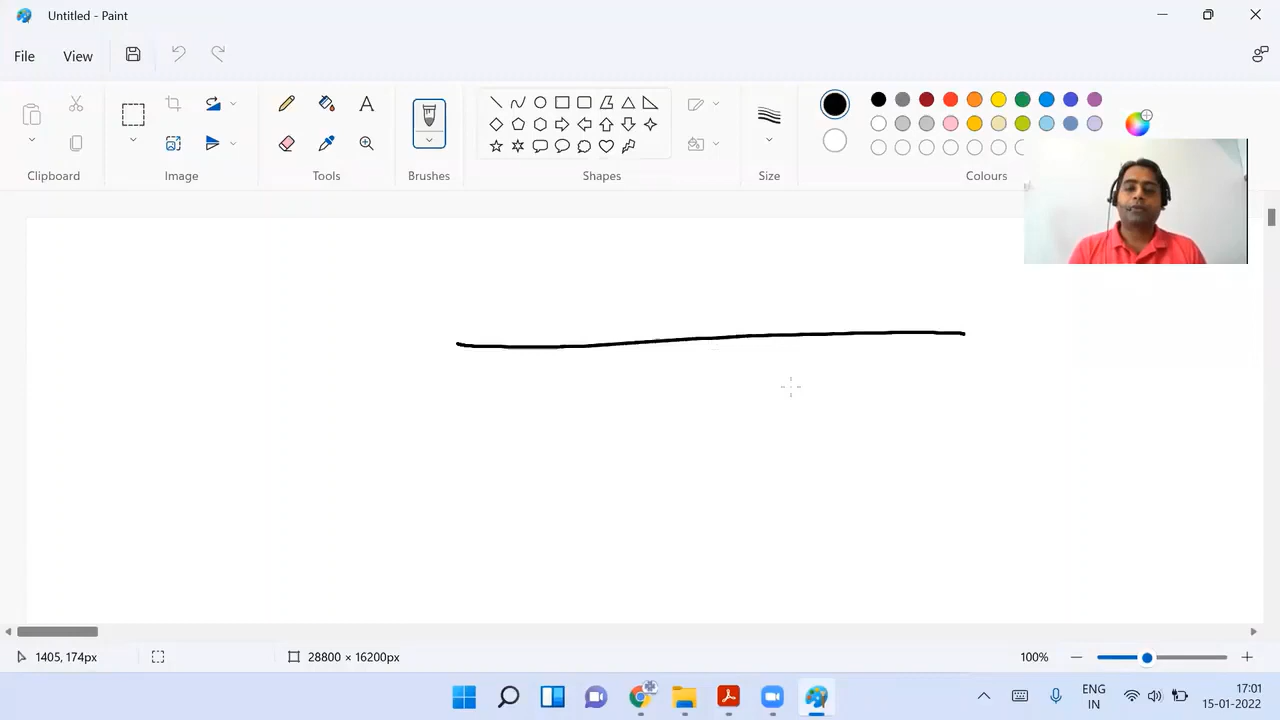 Untitled - Paint
File View
Clipboard Image Tools Brushes Shapes Size Colours
1405, 174px 28800 × 16200px 100%
ENG 17:01
IN 15-01-2022